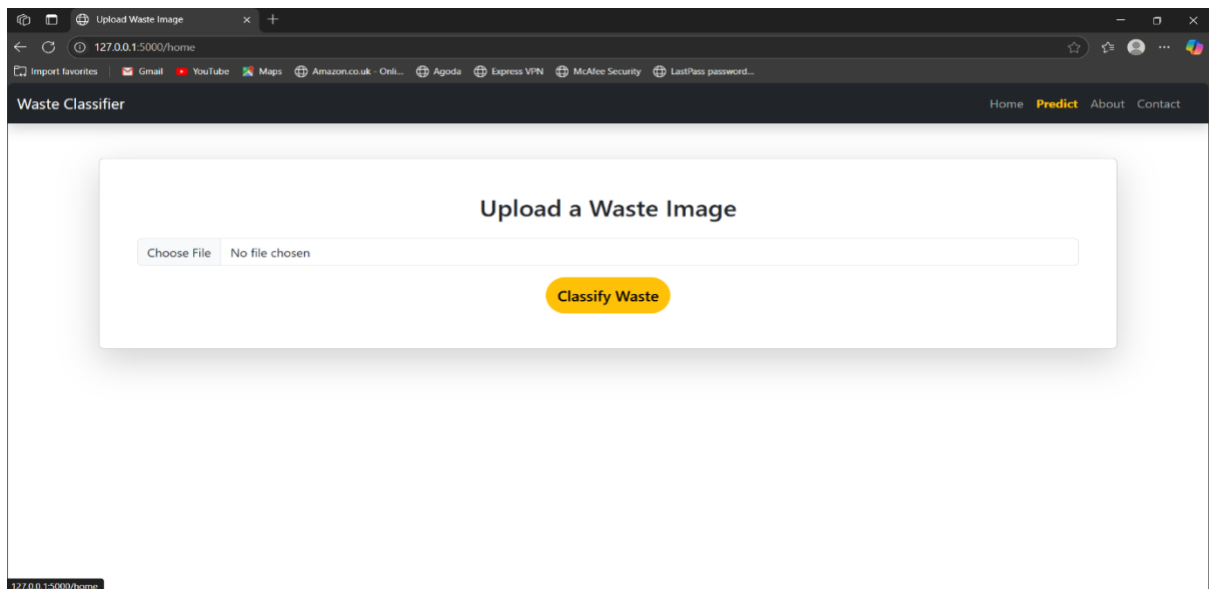 Upload Waste Image
127.0.0.1:5000/home
Import favorites Gmail YouTube Maps Amazon.co.uk - Onli... Agoda Express VPN McAfee Security LastPass password...
Waste Classifier Home Predict About Contact
Upload a Waste Image
Choose File No file chosen
Classify Waste
127.0.0.1:5000/home